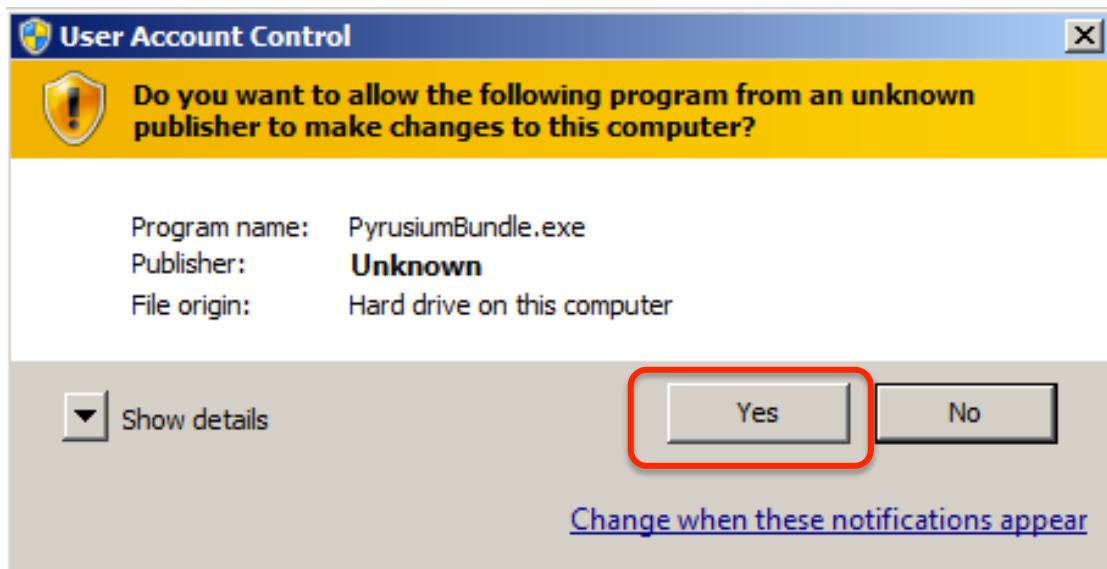 User Account Control
Do you want to allow the following program from an unknown
publisher to make changes to this computer?
Program name: PyrusiumBundle.exe
Publisher: Unknown
File origin: Hard drive on this computer
Show details
Yes
No
Change when these notifications appear